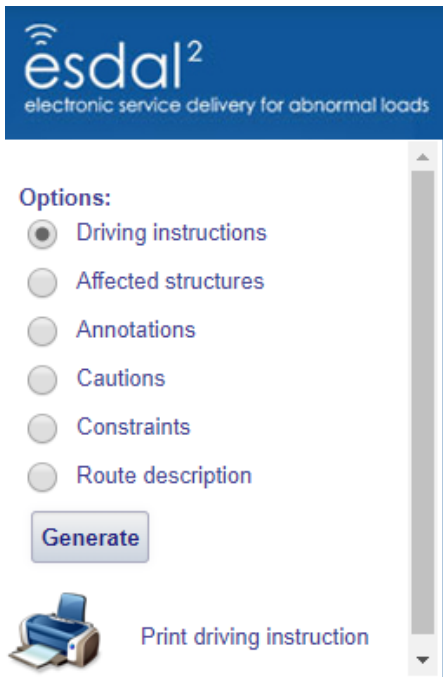 esdal²
electronic service delivery for abnormal loads
Options:
Driving instructions
Affected structures
Annotations
Cautions
Constraints
Route description
Generate
Print driving instruction